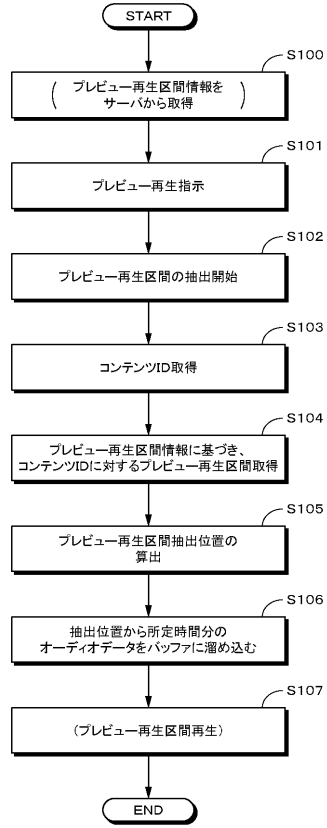 START
S100
( プレビュー再生区間情報を
サーバから取得 )
S101
プレビュー再生指示
S102
プレビュー再生区間の抽出開始
S103
コンテンツID取得
S104
プレビュー再生区間情報に基づき、
コンテンツIDに対するプレビュー再生区間取得
S105
プレビュー再生区間抽出位置の
算出
S106
抽出位置から所定時間分の
オーディオデータをバッファに溜め込む
S107
(プレビュー再生区間再生)
END